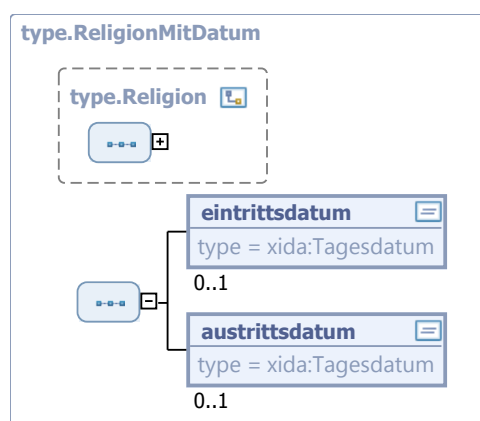 type.ReligionMitDatum
type.Religion
eintrittsdatum
type = xida:Tagesdatum
0..1
austrittsdatum
type = xida:Tagesdatum
0..1